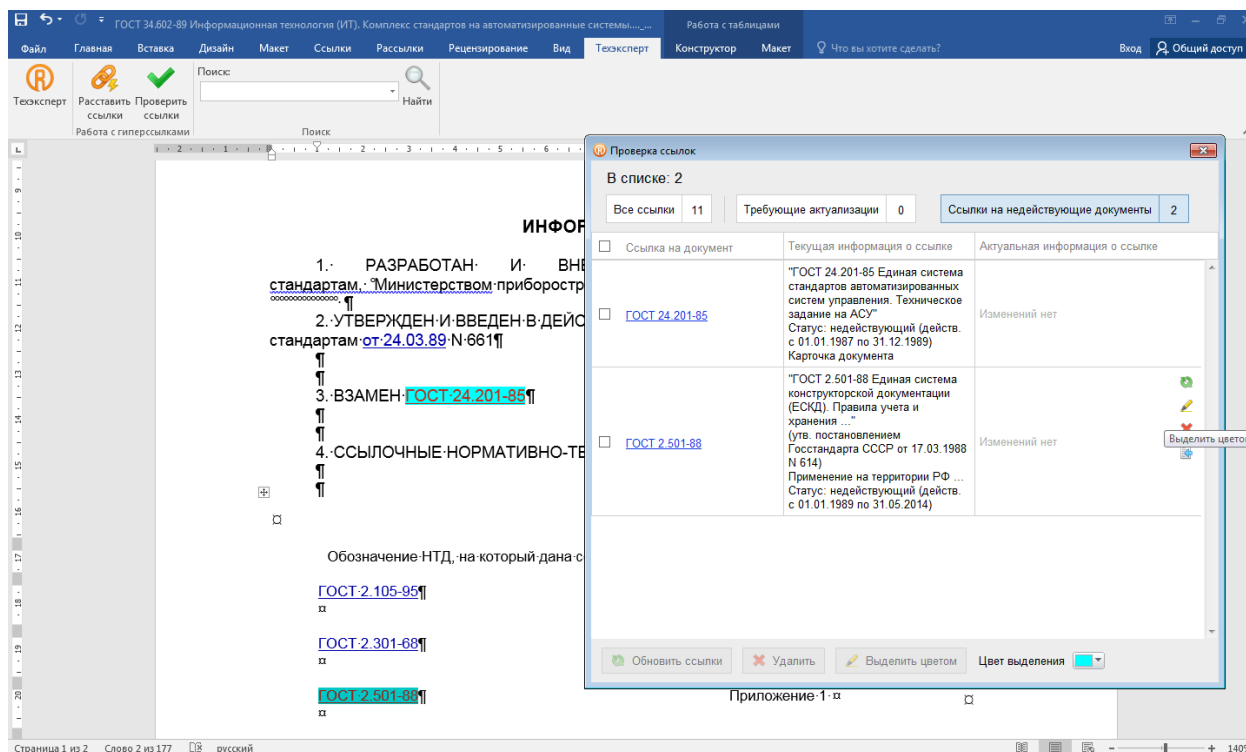 ГОСТ 34.602-89 Информационная технология (ИТ). Комплекс стандартов на автоматизированные системы...._...
Работа с таблицами
Файл Главная Вставка Дизайн Макет Ссылки Рассылки Рецензирование Вид Техэксперт Конструктор Макет Что вы хотите сделать? Вход Общий доступ
Техэксперт
Расставить ссылки
Проверить ссылки
Работа с гиперссылками
Поиск:
Найти
Поиск
ИНФОР
1.· РАЗРАБОТАН· И· ВНЕ
стандартам,·°Министерством·приборостр
2.·УТВЕРЖДЕН·И·ВВЕДЕН·В·ДЕЙС
стандартам·от·24.03.89·N·661¶
3.·ВЗАМЕН·ГОСТ·24.201-85¶
4.·ССЫЛОЧНЫЕ·НОРМАТИВНО-ТЕ
Обозначение·НТД,·на·который·дана·с
ГОСТ·2.105-95¶
ГОСТ·2.301-68¶
ГОСТ·2.501-88¶
Приложение·1·¤
Проверка ссылок
В списке: 2
Все ссылки 11
Требующие актуализации 0
Ссылки на недействующие документы 2
Ссылка на документ
Текущая информация о ссылке
Актуальная информация о ссылке
ГОСТ 24.201-85
"ГОСТ 24.201-85 Единая система
стандартов автоматизированных
систем управления. Техническое
задание на АСУ"
Статус: недействующий (действ.
с 01.01.1987 по 31.12.1989)
Карточка документа
Изменений нет
ГОСТ 2.501-88
"ГОСТ 2.501-88 Единая система
конструкторской документации
(ЕСКД). Правила учета и
хранения ..."
(утв. постановлением
Госстандарта СССР от 17.03.1988
N 614)
Применение на территории РФ ...
Статус: недействующий (действ.
с 01.01.1989 по 31.05.2014)
Изменений нет
Выделить цвето
Обновить ссылки
Удалить
Выделить цветом
Цвет выделения
Страница 1 из 2 Слово 2 из 177 русский 140%